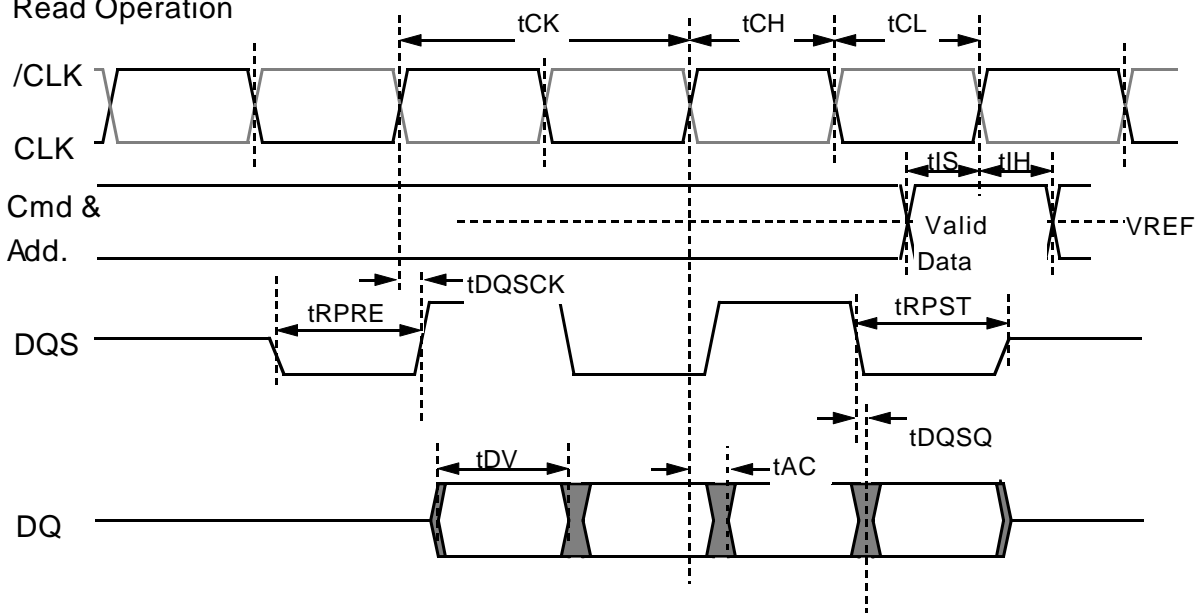 Read Operation
tCK
tCH
tCL
/CLK
CLK
tIS
tIH
Cmd &
Add.
Valid
Data
VREF
tDQSCK
tRPRE
tRPST
DQS
tDQSQ
tDV
tAC
DQ